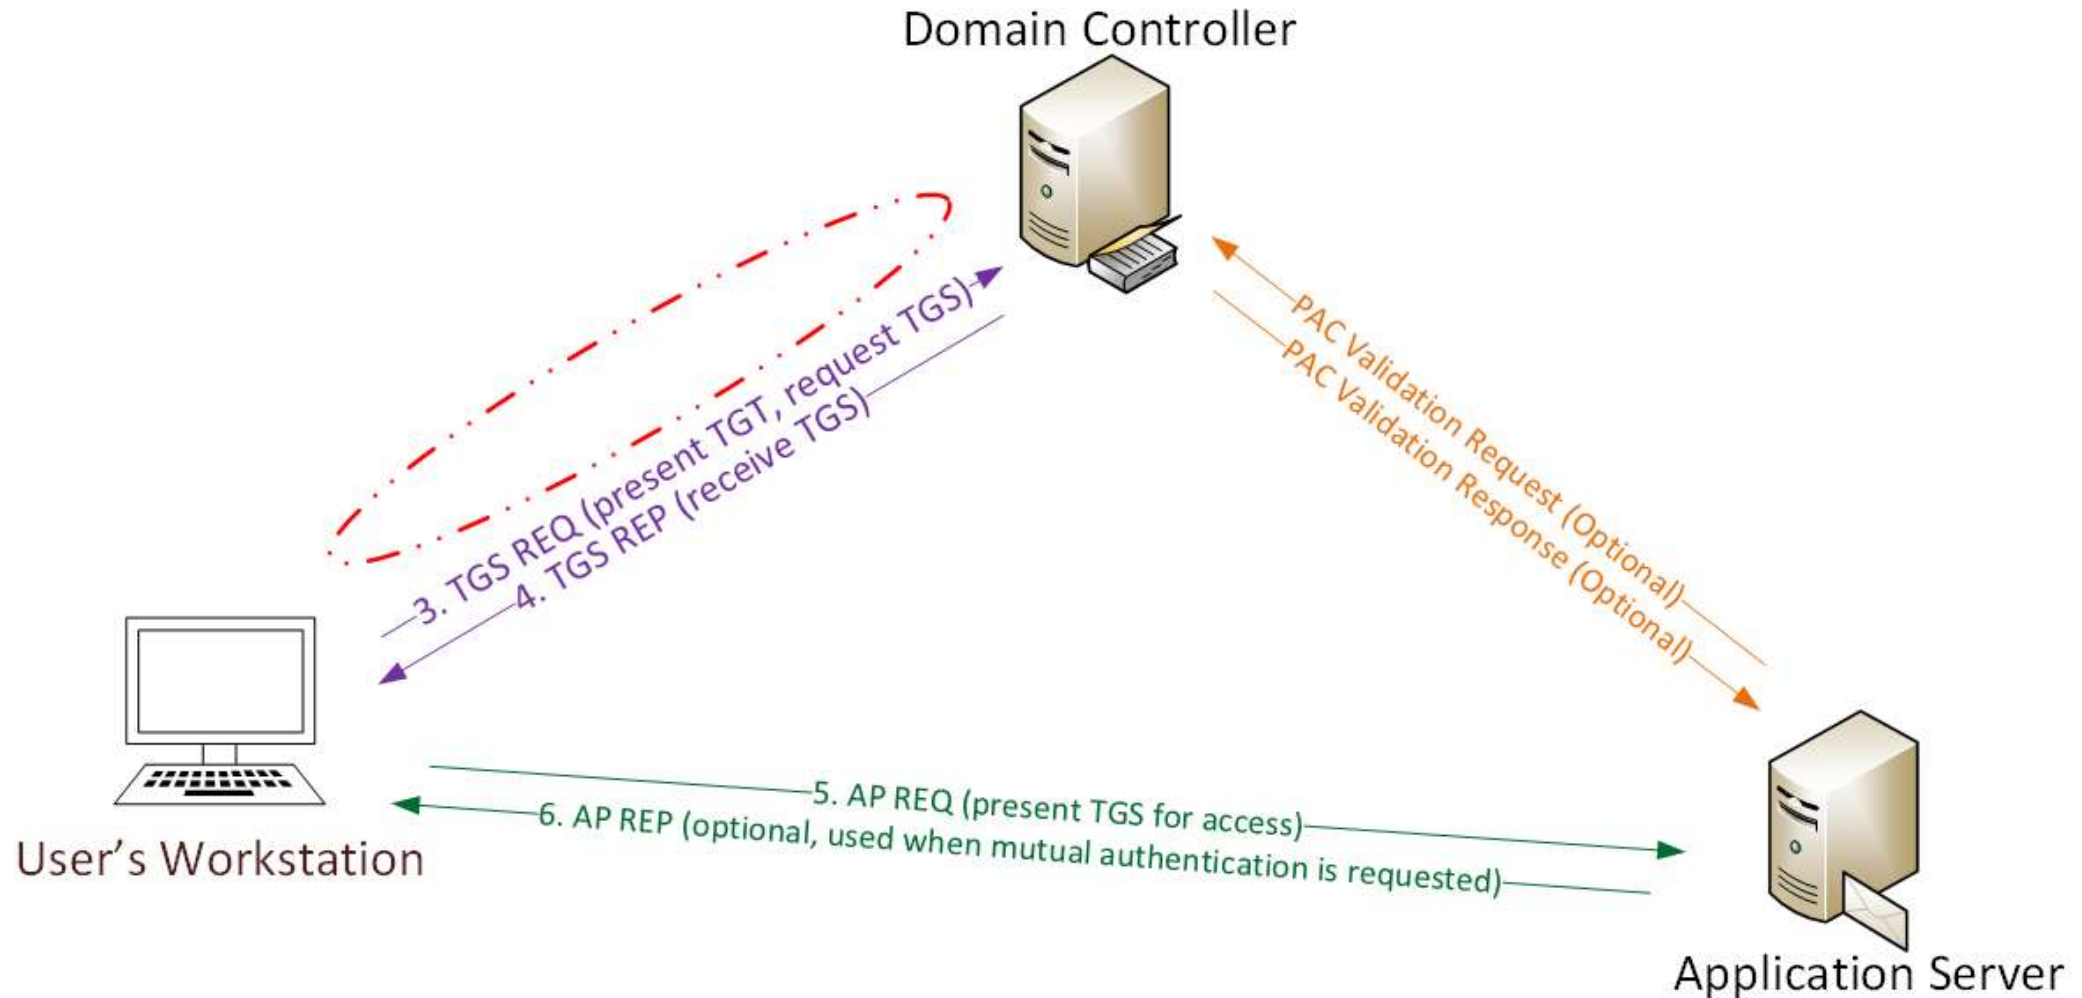 Domain Controller
3. TGS REQ (present TGT, request TGS)
4. TGS REP (receive TGS)
PAC Validation Request (Optional)
PAC Validation Response (Optional)
5. AP REQ (present TGS for access)
6. AP REP (optional, used when mutual authentication is requested)
User’s Workstation
Application Server